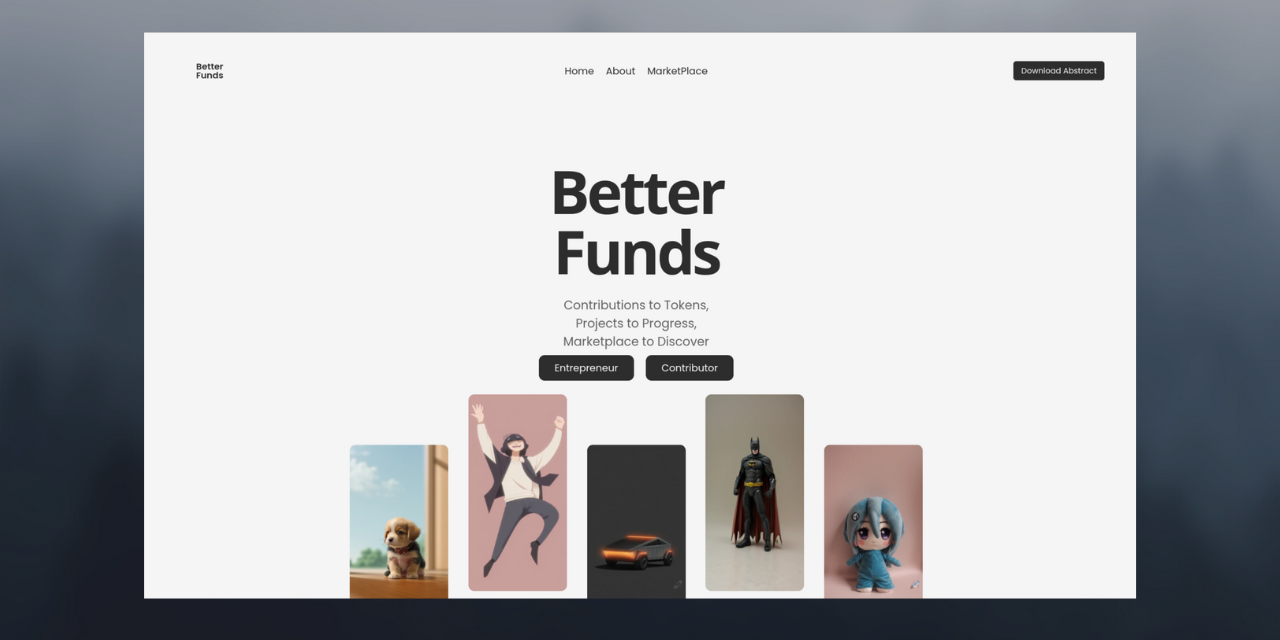 Better
Funds
Home About MarketPlace
Download Abstract
Better
Funds
Contributions to Tokens,
Projects to Progress,
Marketplace to Discover
Entrepreneur Contributor